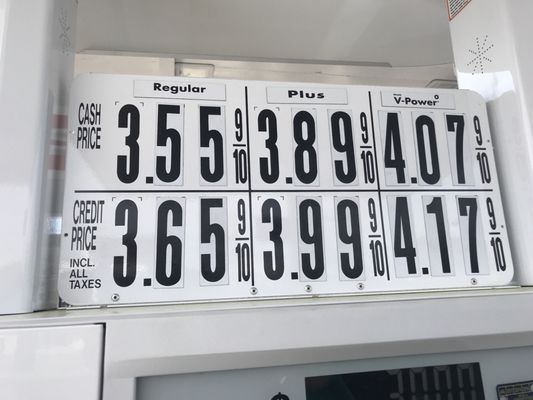 Regular Plus V-Power
CASH PRICE 3.55 9/10 3.89 9/10 4.07 9/10
CREDIT PRICE INCL. ALL TAXES 3.65 9/10 3.99 9/10 4.17 9/10